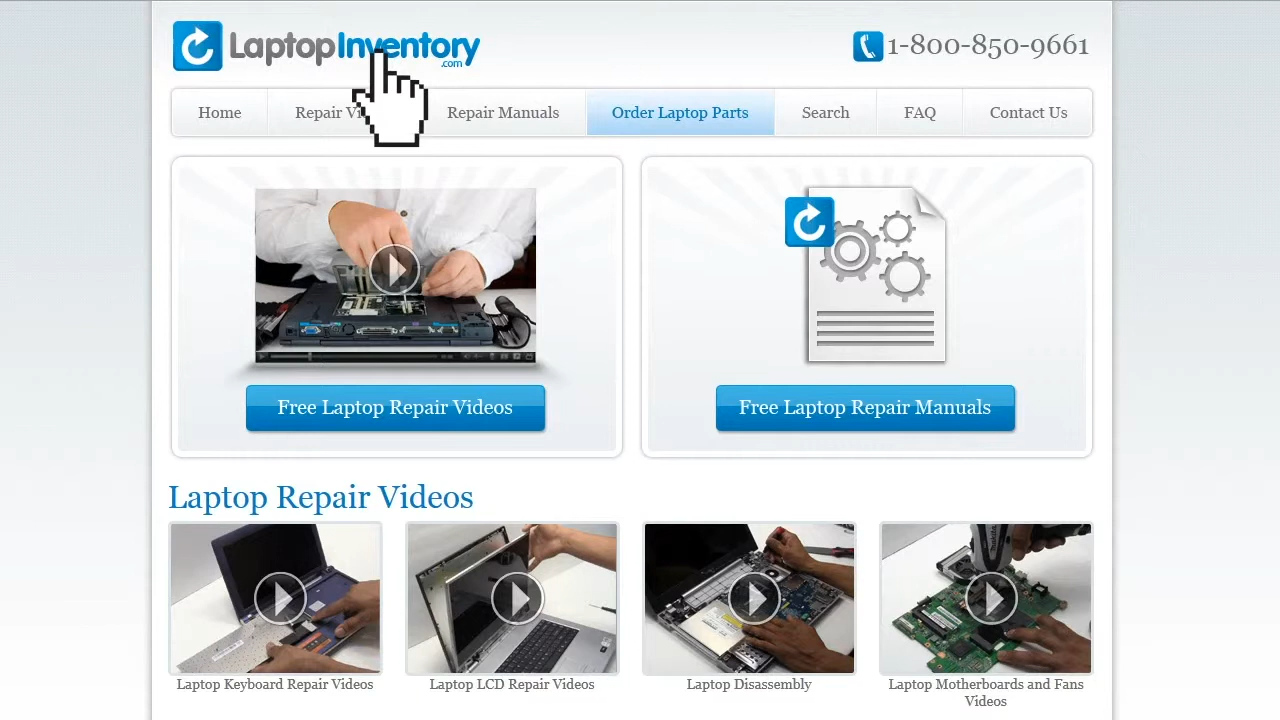 LaptopInventory
.com
1-800-850-9661
Home
Repair Vi
Repair Manuals
Order Laptop Parts
Search
FAQ
Contact Us
Free Laptop Repair Videos
Free Laptop Repair Manuals
Laptop Repair Videos
Laptop Keyboard Repair Videos
Laptop LCD Repair Videos
Laptop Disassembly
Laptop Motherboards and Fans
Videos